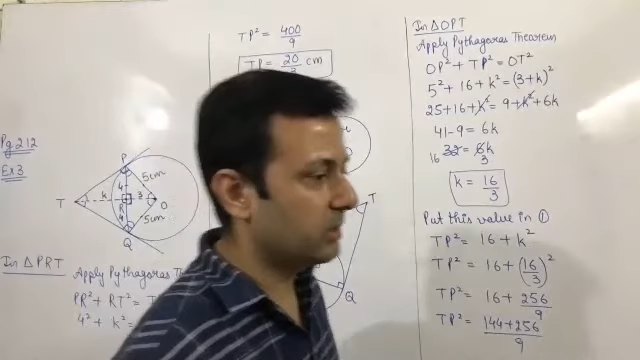 Pg 212
Ex 3
P
T
k
R
3
O
4
4
5cm
5cm
Q
In △PRT
Apply Pythagoras T
PR² + RT² = T
4² + k² =
TP² = 400/9
TP = 20/3 cm
T
Q
In △OPT
Apply Pythagoras Theorem
OP² + TP² = OT²
5² + 16 + k² = (3+k)²
25 + 16 + k² = 9 + k² + 6k
41 - 9 = 6k
16 32 = 6k 3
k = 16/3
Put this value in ①
TP² = 16 + k²
TP² = 16 + (16/3)²
TP² = 16 + 256/9
TP² = 144+256/9